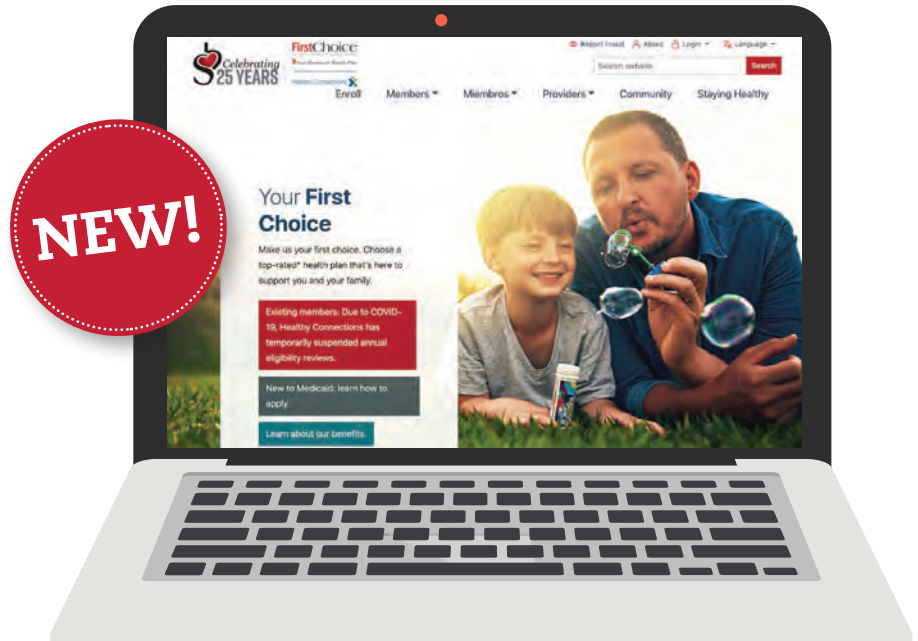 NEW!
Celebrating
25 YEARS
FirstChoice
Report Fraud About Login Language
Search website
Search
Enroll Members Miembros Providers Community Staying Healthy
Your First
Choice
Make us your first choice. Choose a
top-rated* health plan that's here to
support you and your family.
Existing members: Due to COVID-
19, Healthy Connections has
temporarily suspended annual
eligibility reviews.
New to Medicaid: learn how to
apply.
Learn about our benefits.